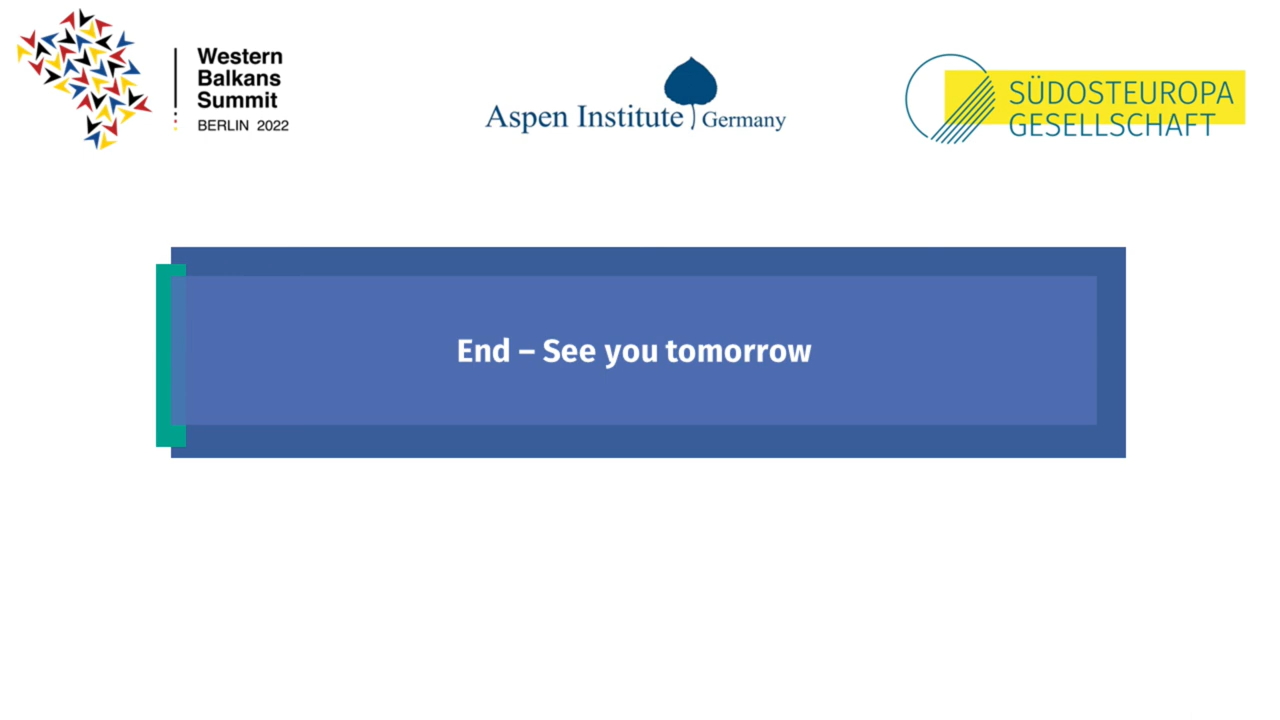 Western
Balkans
Summit
BERLIN 2022
Aspen Institute Germany
SÜDOSTEUROPA
GESELLSCHAFT
End – See you tomorrow